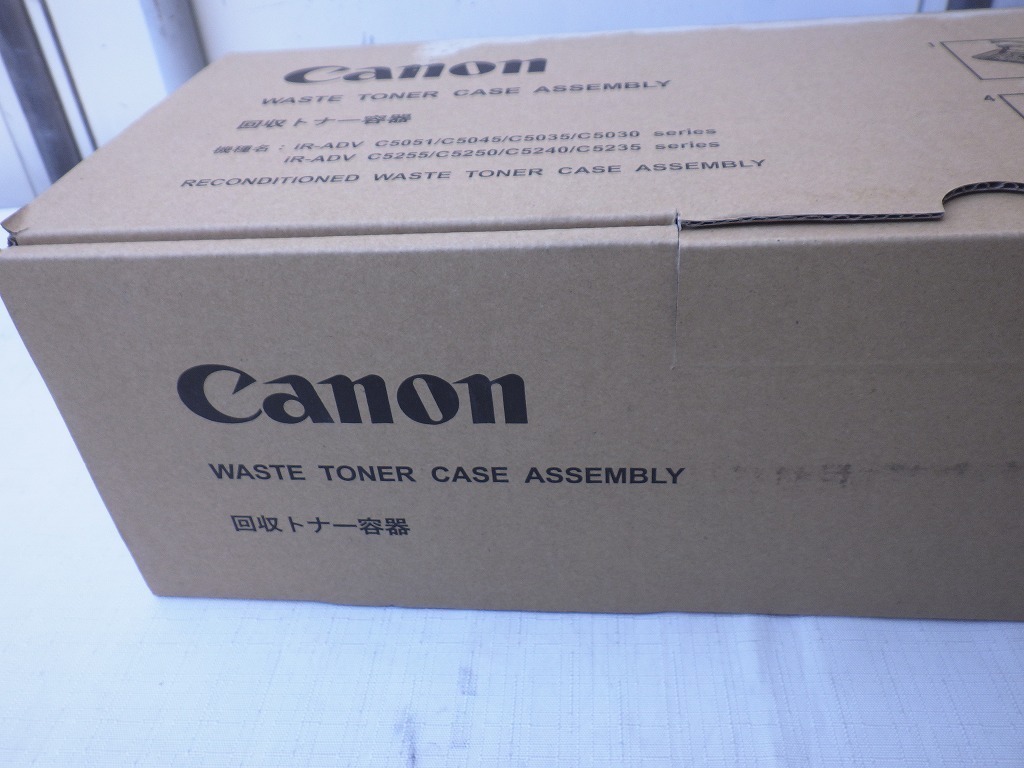 Canon
WASTE TONER CASE ASSEMBLY
回収トナー容器
機種名: iR-ADV C5051/C5045/C5035/C5030 series
iR-ADV C5255/C5250/C5240/C5235 series
RECONDITIONED WASTE TONER CASE ASSEMBLY
4
Canon
WASTE TONER CASE ASSEMBLY
回収トナー容器